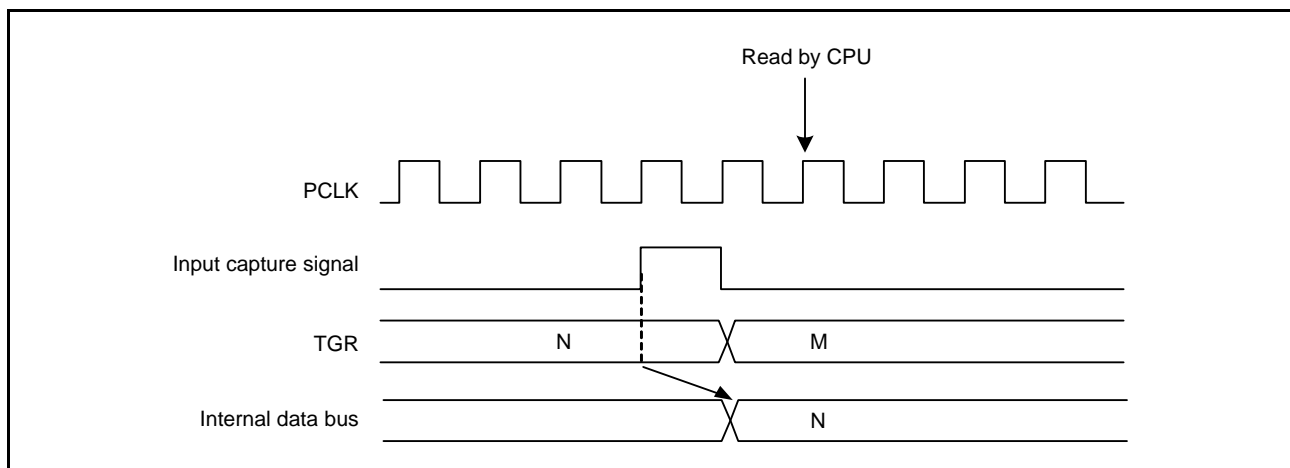 Read by CPU
PCLK
Input capture signal
TGR
N
M
Internal data bus
N